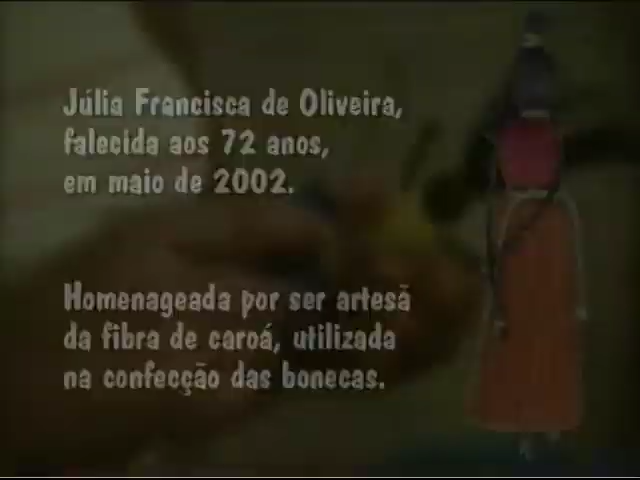 Júlia Francisca de Oliveira,
falecida aos 72 anos,
em maio de 2002.
Homenageada por ser artesã
da fibra de caroá, utilizada
na confecção das bonecas.